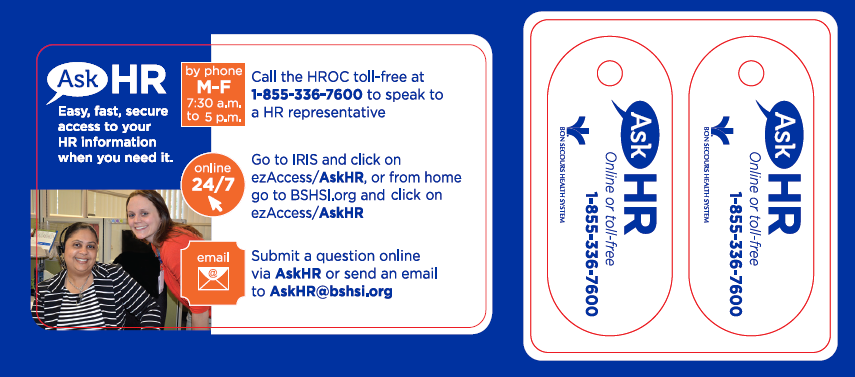 Ask HR
Easy, fast, secure
access to your
HR information
when you need it.
by phone
M-F
7:30 a.m.
to 5 p.m.
Call the HROC toll-free at
1-855-336-7600 to speak to
a HR representative
online
24/7
Go to IRIS and click on
ezAccess/AskHR, or from home
go to BSHSI.org and click on
ezAccess/AskHR
email
@
Submit a question online
via AskHR or send an email
to AskHR@bshsi.org
Ask HR
Online or toll-free
1-855-336-7600
BON SECOURS HEALTH SYSTEM
Ask HR
Online or toll-free
1-855-336-7600
BON SECOURS HEALTH SYSTEM